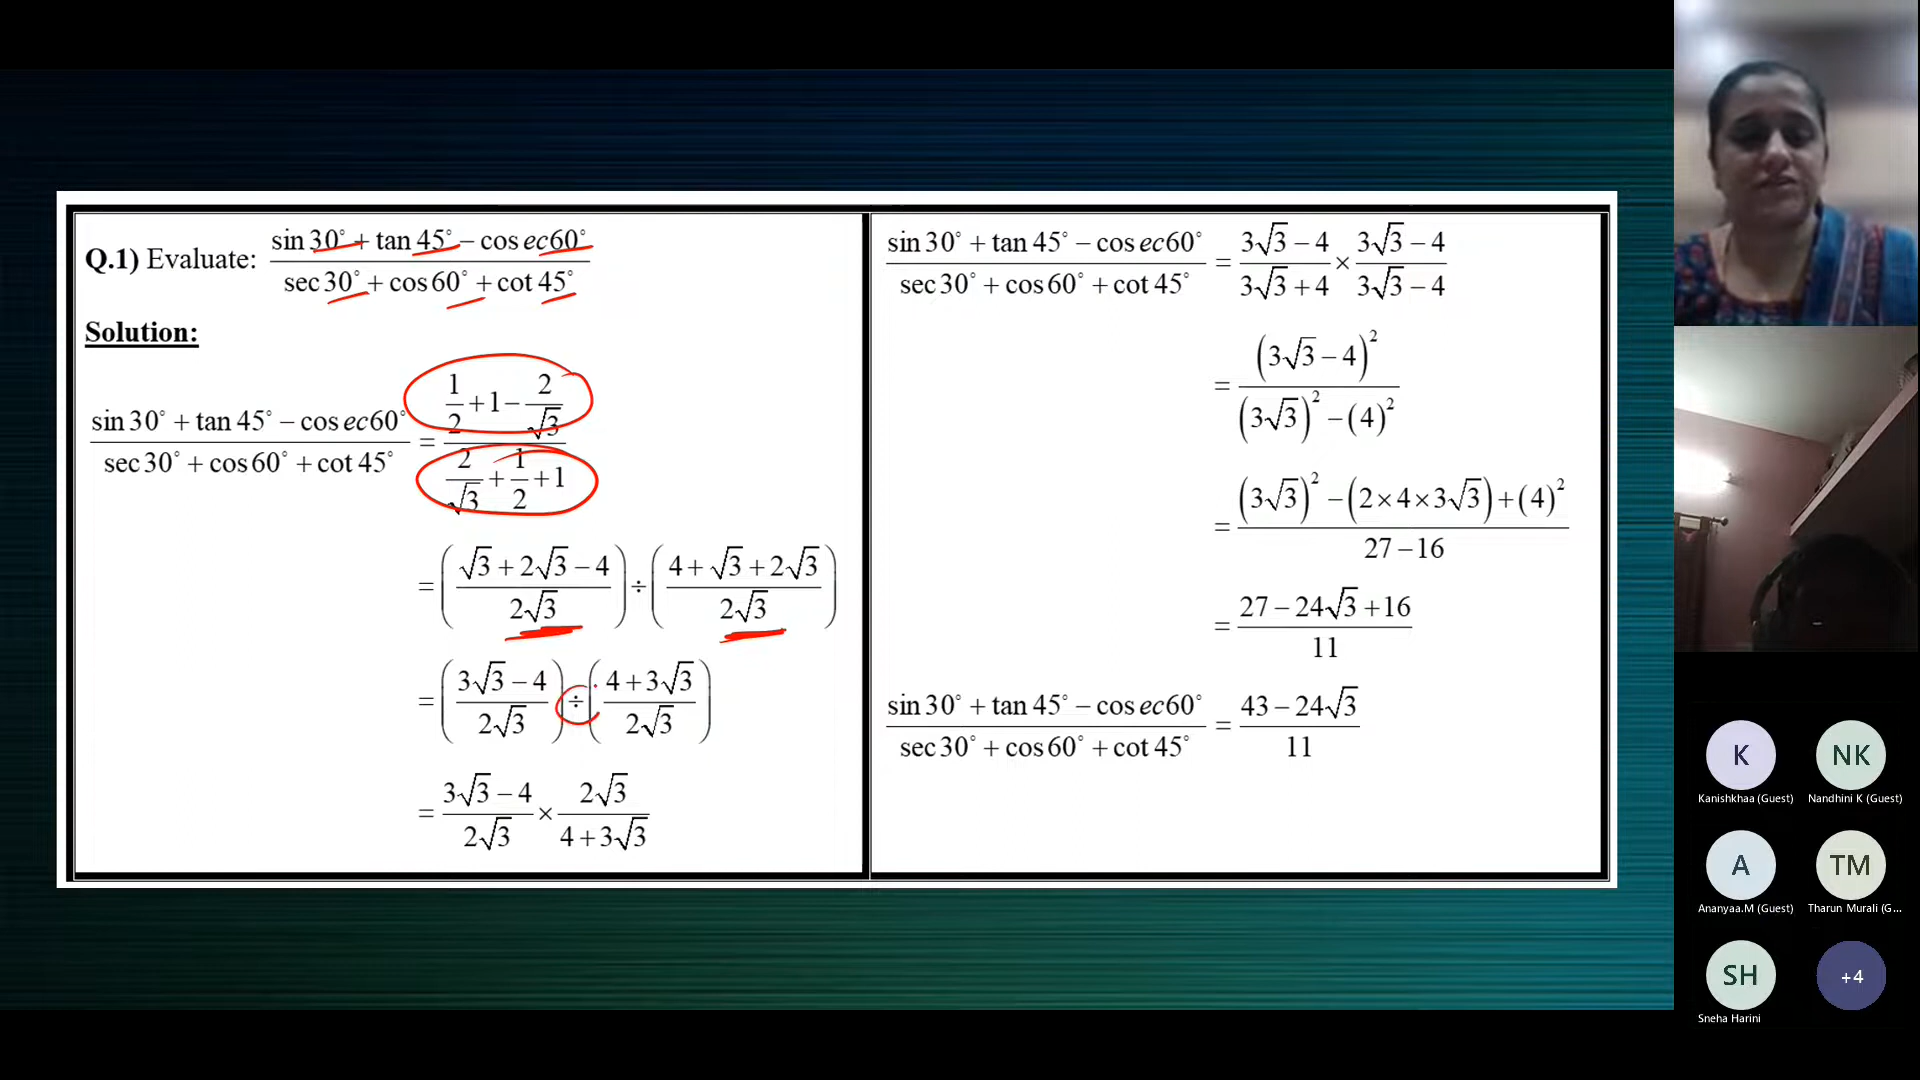 Q.1) Evaluate: (sin 30° + tan 45° − cos ec60°) / (sec 30° + cos 60° + cot 45°)
Solution:
(sin 30° + tan 45° − cos ec60°) / (sec 30° + cos 60° + cot 45°) = (1/2 + 1 − 2/√3) / (2/√3 + 1/2 + 1)
= ((√3 + 2√3 − 4) / 2√3) ÷ ((4 + √3 + 2√3) / 2√3)
= ((3√3 − 4) / 2√3) ÷ ((4 + 3√3) / 2√3)
= (3√3 − 4) / 2√3 × 2√3 / (4 + 3√3)
(sin 30° + tan 45° − cos ec60°) / (sec 30° + cos 60° + cot 45°) = (3√3 − 4) / (3√3 + 4) × (3√3 − 4) / (3√3 − 4)
= (3√3 − 4)² / ((3√3)² − (4)²)
= ((3√3)² − (2×4×3√3) + (4)²) / (27 − 16)
= (27 − 24√3 + 16) / 11
(sin 30° + tan 45° − cos ec60°) / (sec 30° + cos 60° + cot 45°) = (43 − 24√3) / 11
K
NK
Kanishkhaa (Guest)
Nandhini K (Guest)
A
TM
Ananyaa.M (Guest)
Tharun Murali (G...
SH
+4
Sneha Harini